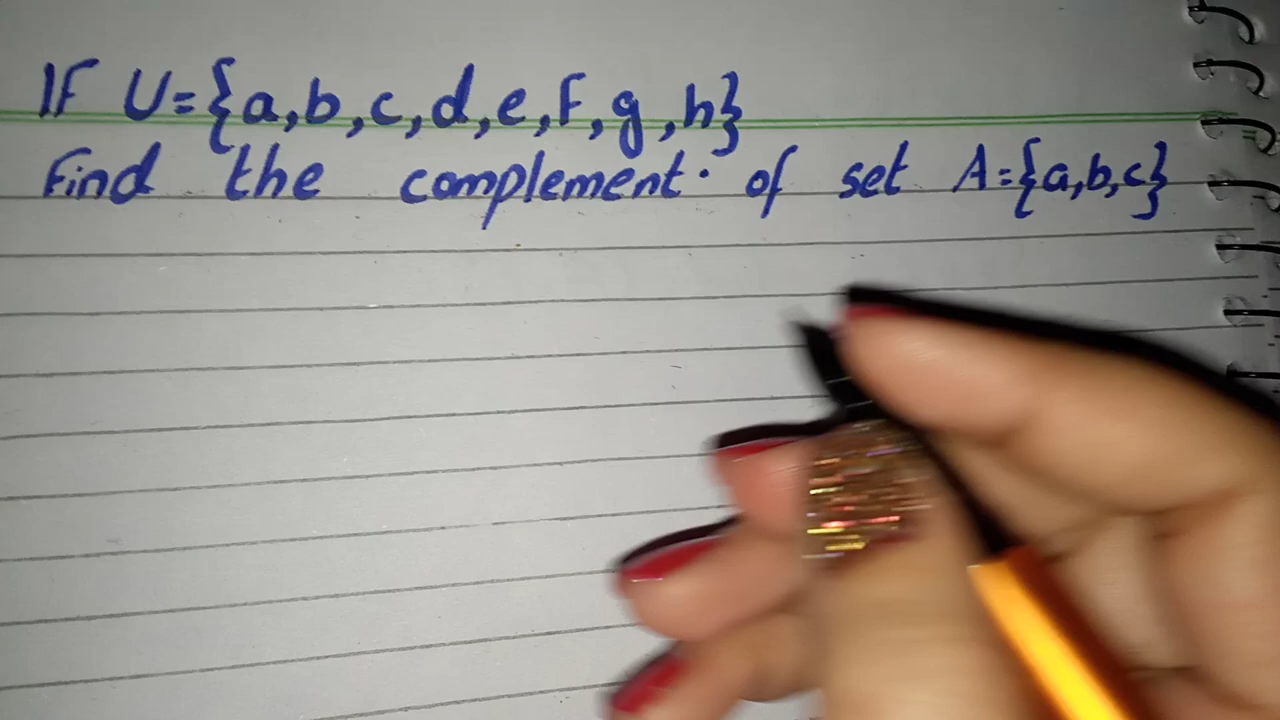 IF U={a,b,c,d,e,f,g,h}
Find the complement. of set A={a,b,c}